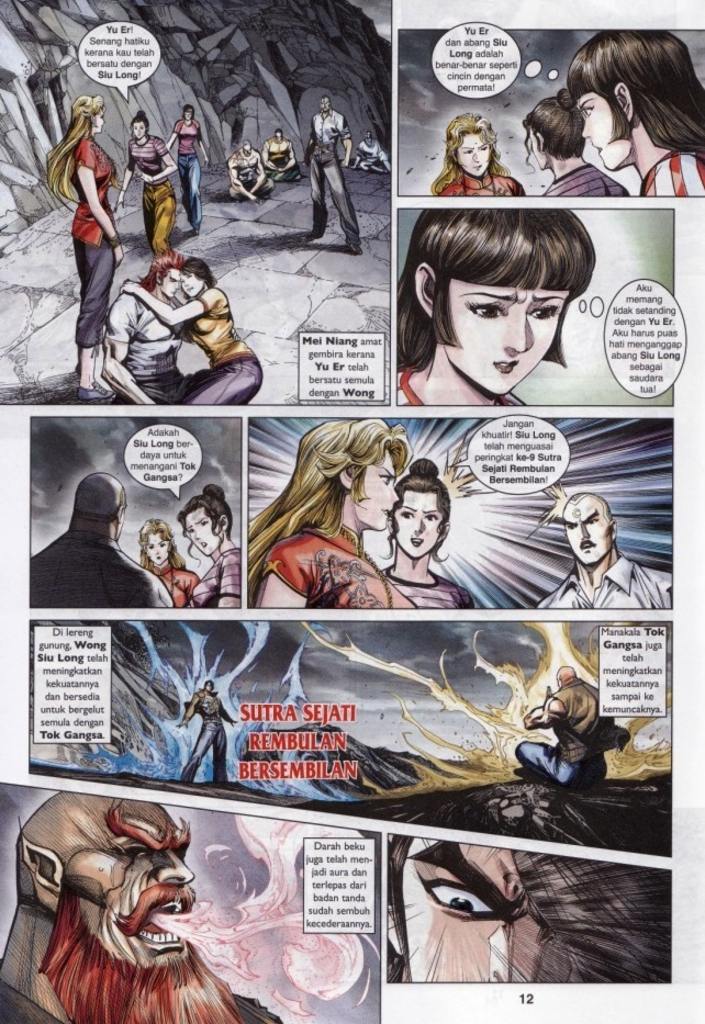 Yu Er!
Senang hatiku
kerana kau telah
bersatu dengan
Siu Long!
Mei Niang amat
gembira kerana
Yu Er telah
bersatu semula
dengan Wong
Yu Er
dan abang Siu
Long adalah
benar-benar seperti
cincin dengan
permata!
Aku
memang
tidak setanding
dengan Yu Er.
Aku harus puas
hati menganggap
abang Siu Long
sebagai
saudara
tua!
Adakah
Siu Long ber-
daya untuk
menangani Tok
Gangsa?
Jangan
khuatir! Siu Long
telah menguasai
peringkat ke-9 Sutra
Sejati Rembulan
Bersembilan!
Di lereng
gunung, Wong
Siu Long telah
meningkatkan
kekuatannya
dan bersedia
untuk bergelut
semula dengan
Tok Gangsa.
SUTRA SEJATI
REMBULAN
BERSEMBILAN
Manakala Tok
Gangsa juga
telah
meningkatkan
kekuatannya
sampai ke
kemuncaknya.
Darah beku
juga telah men-
jadi aura dan
terlepas dari
badan tanda
sudah sembuh
kecederaannya.
12